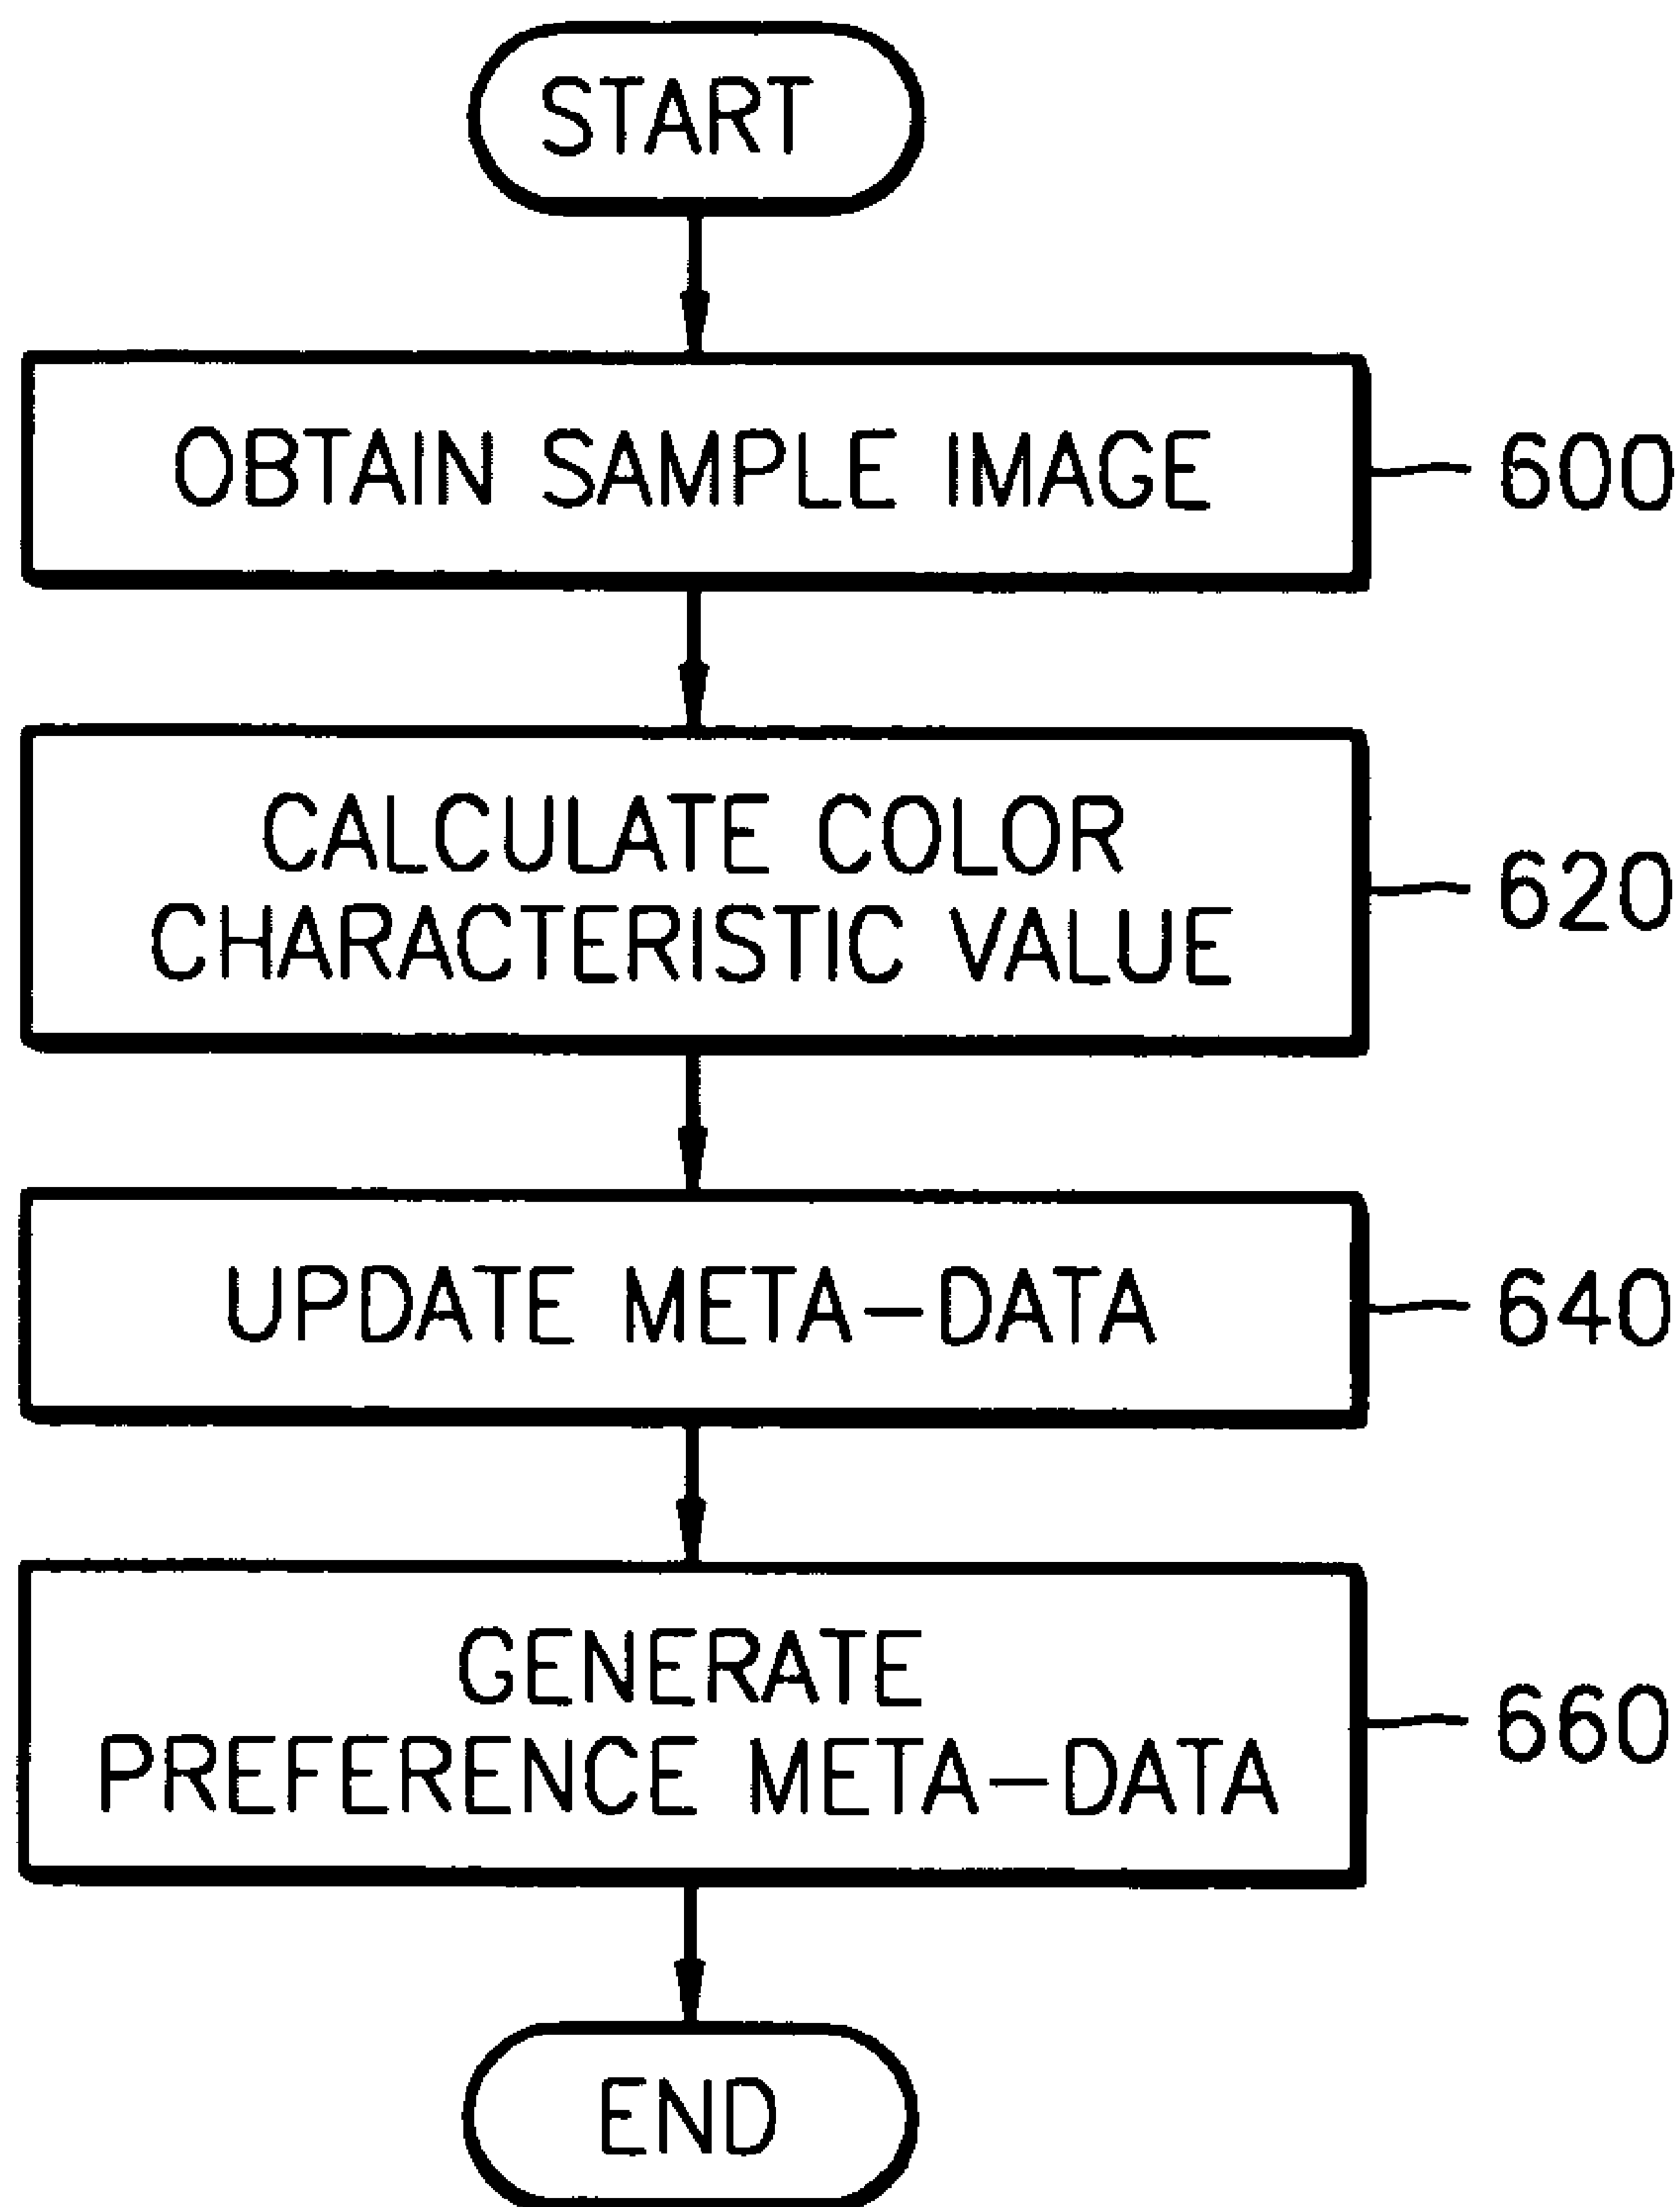 START
OBTAIN SAMPLE IMAGE
600
CALCULATE COLOR
CHARACTERISTIC VALUE
620
UPDATE META-DATA
640
GENERATE
PREFERENCE META-DATA
660
END